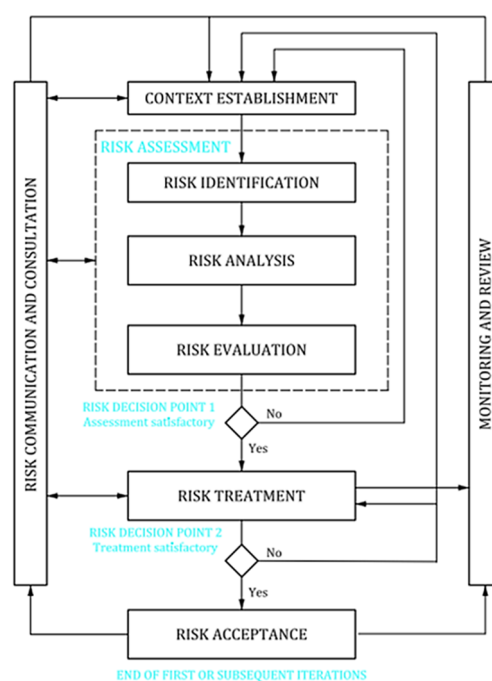 CONTEXT ESTABLISHMENT
RISK ASSESSMENT
RISK IDENTIFICATION
RISK ANALYSIS
RISK EVALUATION
RISK DECISION POINT 1
Assessment satisfactory
No
Yes
RISK TREATMENT
RISK DECISION POINT 2
Treatment satisfactory
No
Yes
RISK ACCEPTANCE
END OF FIRST OR SUBSEQUENT ITERATIONS
RISK COMMUNICATION AND CONSULTATION
MONITORING AND REVIEW